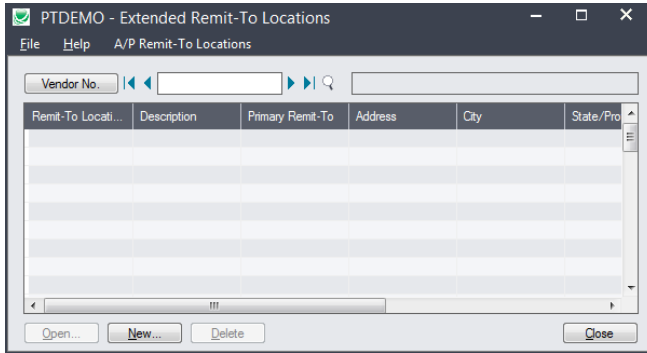 PTDEMO - Extended Remit-To Locations
File Help A/P Remit-To Locations
Vendor No.
Remit-To Locati... Description Primary Remit-To Address City State/Pro
Open... New... Delete Close